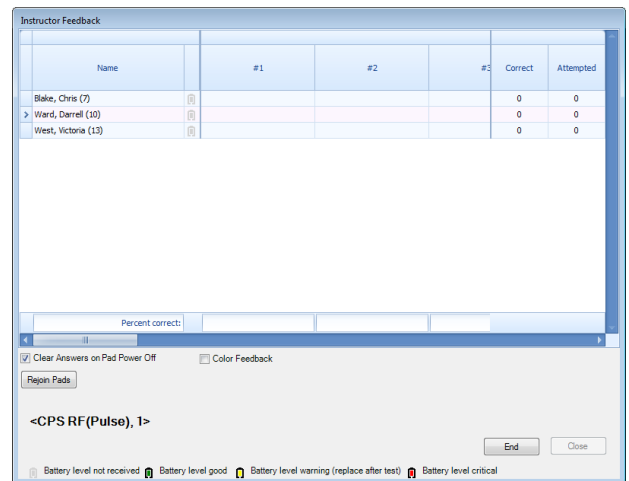 Instructor Feedback
Name #1 #2 #3 Correct Attempted
Blake, Chris (7) 0 0
> Ward, Darrell (10) 0 0
West, Victoria (13) 0 0
Percent correct:
Clear Answers on Pad Power Off Color Feedback
Rejoin Pads
<CPS RF(Pulse), 1>
End Close
Battery level not received Battery level good Battery level warning (replace after test) Battery level critical